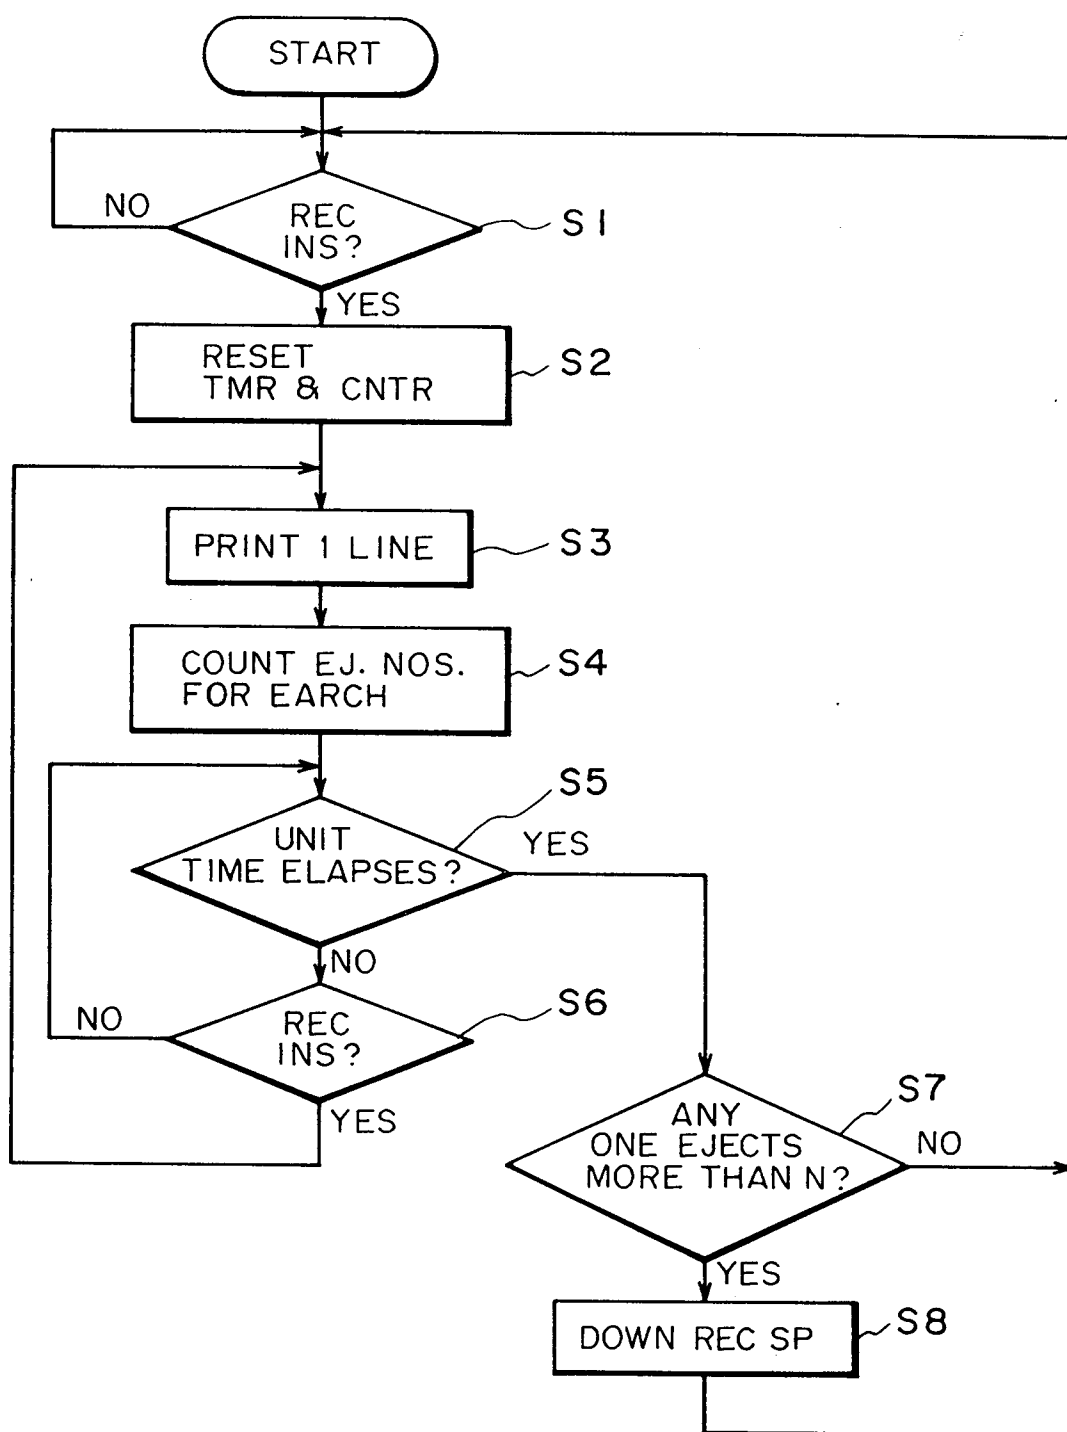 START
NO
REC
INS?
S1
YES
RESET
TMR & CNTR
S2
PRINT 1 LINE
S3
COUNT EJ. NOS.
FOR EARCH
S4
UNIT
TIME ELAPSES?
S5
YES
NO
NO
REC
INS?
S6
YES
ANY
ONE EJECTS
MORE THAN N?
S7
NO
YES
DOWN REC SP
S8